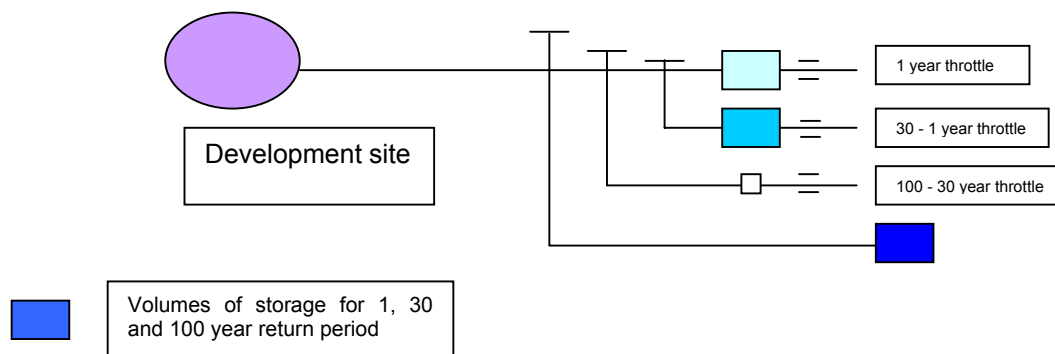 1 year throttle
Development site
30 - 1 year throttle
100 - 30 year throttle
Volumes of storage for 1, 30
and 100 year return period